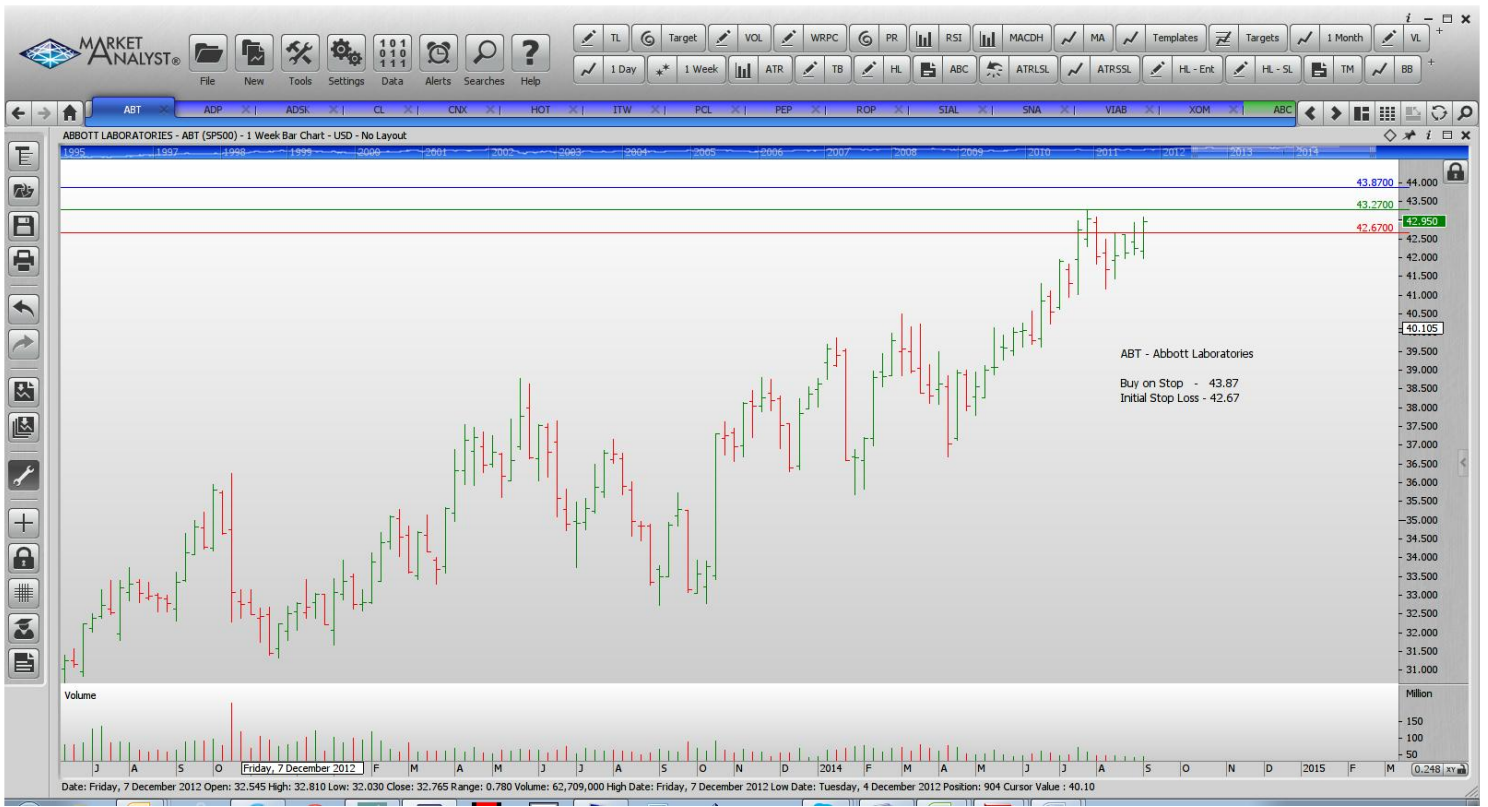 MARKET ANALYST®
File New Tools Settings Data Alerts Searches Help
TL Target VOL WRPC PR RSI MACDH MA Templates Targets 1 Month VL
1 Day 1 Week ATR TB HL ABC ATRLSL ATRSSL HL - Ent HL - SL TM BB
ABT ADP ADSK CL CNX HOT ITW PCL PEP ROP SIAL SNA VIAB XOM ABC
ABBOTT LABORATORIES - ABT (SP500) - 1 Week Bar Chart - USD - No Layout
1995 1997 1998 1999 2000 2001 2002 2003 2004 2005 2006 2007 2008 2009 2010 2011 2012 2013 2014
43.8700
44.000
43.2700
43.500
42.950
42.6700
42.500
42.000
41.500
41.000
40.500
40.105
39.500
39.000
38.500
38.000
37.500
37.000
36.500
36.000
35.500
35.000
34.500
34.000
33.500
33.000
32.500
32.000
31.500
31.000
ABT - Abbott Laboratories
Buy on Stop - 43.87
Initial Stop Loss - 42.67
Volume
Million
150
100
50
J A S O Friday, 7 December 2012 F M A M J J A S O N D 2014 F M A M J J A S O N D 2015 F M
0.248 XY
Date: Friday, 7 December 2012 Open: 32.545 High: 32.810 Low: 32.030 Close: 32.765 Range: 0.780 Volume: 62,709,000 High Date: Friday, 7 December 2012 Low Date: Tuesday, 4 December 2012 Position: 904 Cursor Value : 40.10